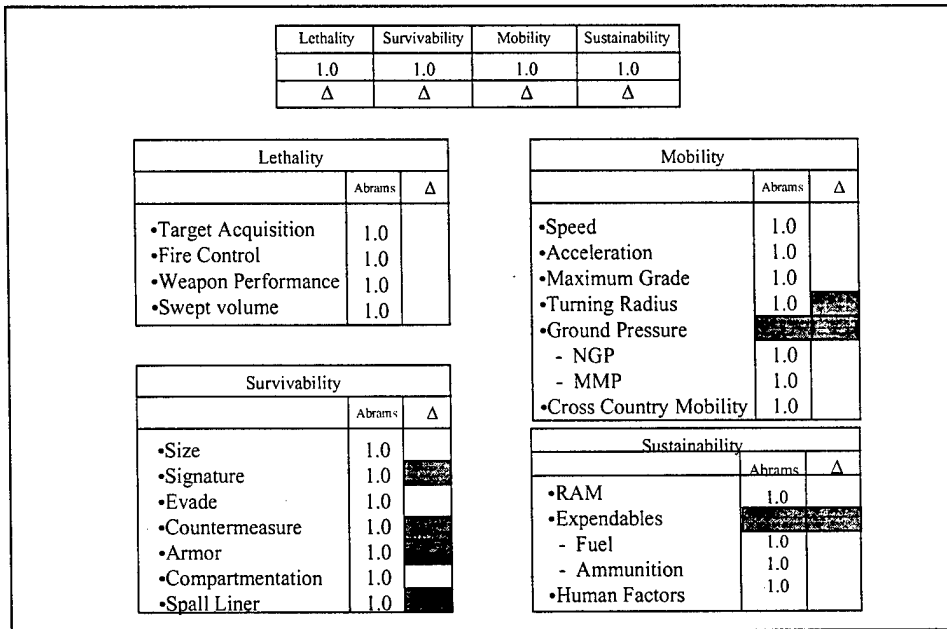 Lethality Survivability Mobility Sustainability
1.0 1.0 1.0 1.0
Δ Δ Δ Δ
Lethality
Abrams Δ
•Target Acquisition 1.0
•Fire Control 1.0
•Weapon Performance 1.0
•Swept volume 1.0
Survivability
Abrams Δ
•Size 1.0
•Signature 1.0
•Evade 1.0
•Countermeasure 1.0
•Armor 1.0
•Compartmentation 1.0
•Spall Liner 1.0
Mobility
Abrams Δ
•Speed 1.0
•Acceleration 1.0
•Maximum Grade 1.0
•Turning Radius 1.0
•Ground Pressure
- NGP 1.0
- MMP 1.0
•Cross Country Mobility 1.0
Sustainability
Abrams Δ
•RAM 1.0
•Expendables
- Fuel 1.0
- Ammunition 1.0
•Human Factors 1.0